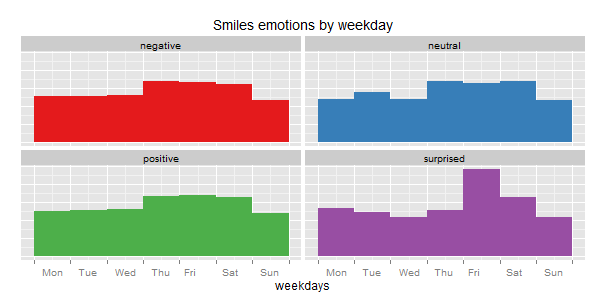 Smiles emotions by weekday
negative neutral
positive surprised
Mon Tue Wed Thu Fri Sat Sun Mon Tue Wed Thu Fri Sat Sun
weekdays